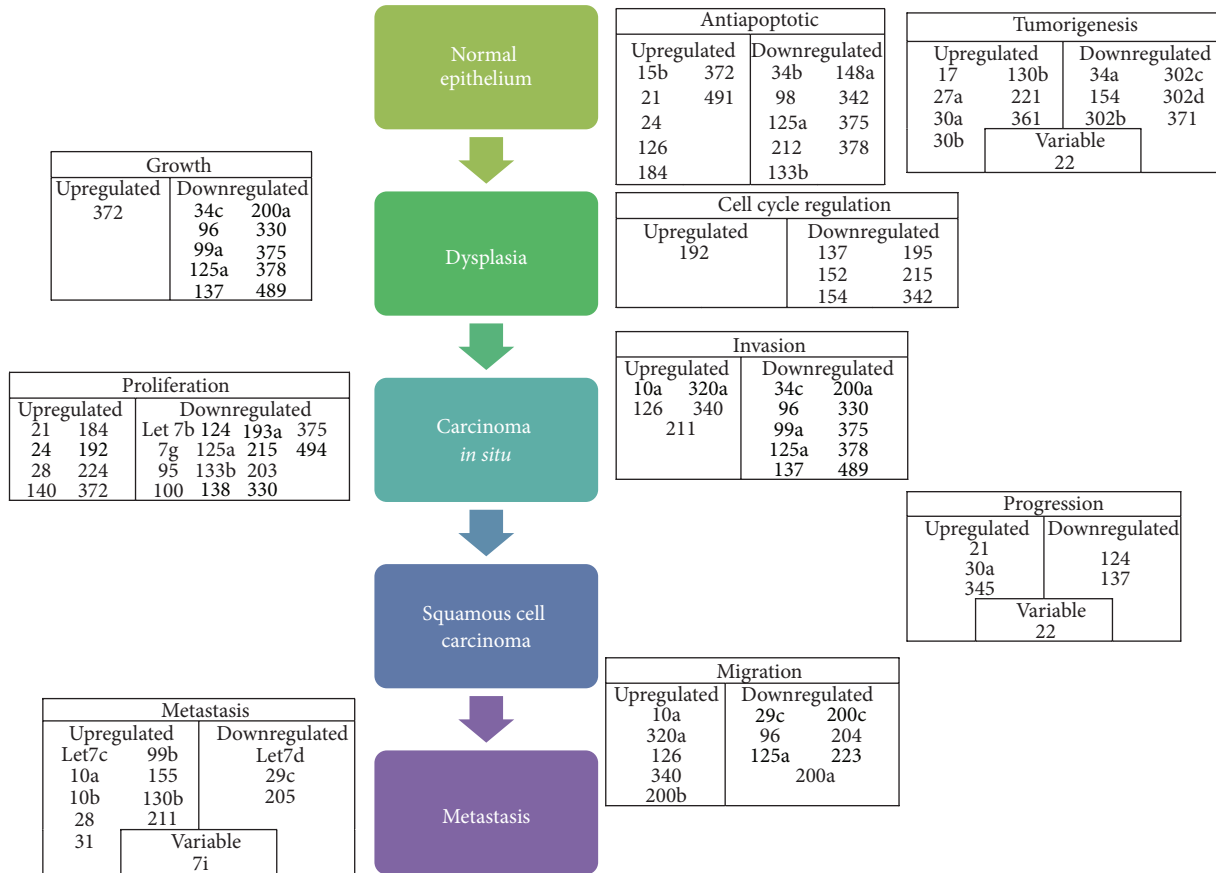 Normal
epithelium
Dysplasia
Carcinoma
in situ
Squamous cell
carcinoma
Metastasis
Antiapoptotic
Upregulated Downregulated
15b 372 34b 148a
21 491 98 342
24 125a 375
126 212 378
184 133b
Tumorigenesis
Upregulated Downregulated
17 130b 34a 302c
27a 221 154 302d
30a 361 302b 371
30b Variable
22
Growth
Upregulated Downregulated
372 34c 200a
96 330
99a 375
125a 378
137 489
Cell cycle regulation
Upregulated Downregulated
192 137 195
152 215
154 342
Invasion
Upregulated Downregulated
10a 320a 34c 200a
126 340 96 330
211 99a 375
125a 378
137 489
Proliferation
Upregulated Downregulated
21 184 Let 7b 124 193a 375
24 192 7g 125a 215 494
28 224 95 133b 203
140 372 100 138 330
Progression
Upregulated Downregulated
21
30a 124
345 137
Variable
22
Migration
Upregulated Downregulated
10a 29c 200c
320a 96 204
126 125a 223
340 200a
200b
Metastasis
Upregulated Downregulated
Let7c 99b Let7d
10a 155 29c
10b 130b 205
28 211
31 Variable
7i